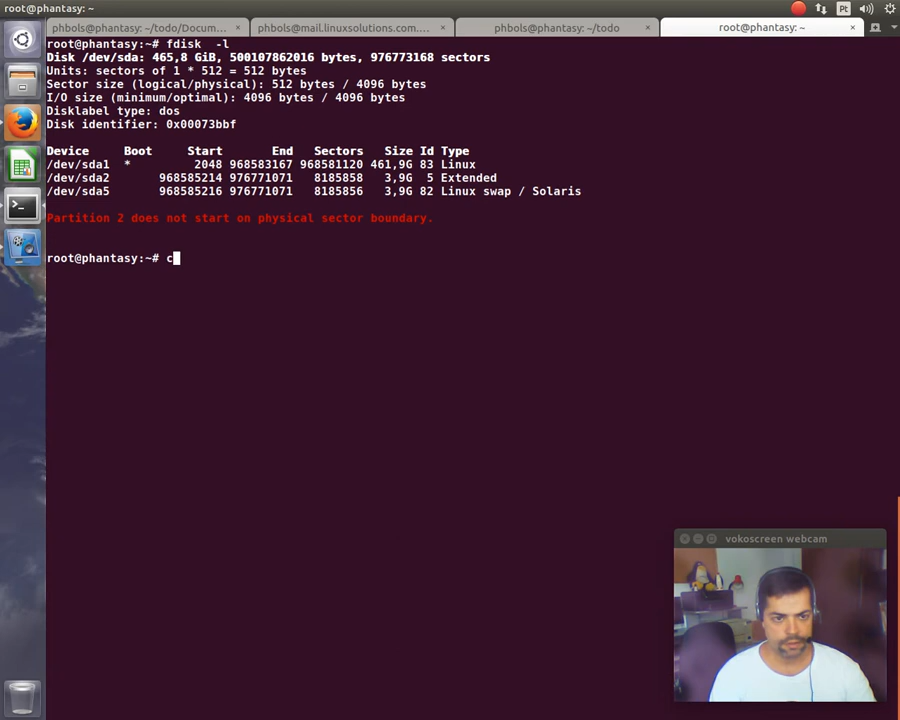 root@phantasy: ~
Pt
phbols@phantasy: ~/todo/Docum... ×
phbols@mail.linuxsolutions.com.... ×
phbols@phantasy: ~/todo ×
root@phantasy: ~ ×
root@phantasy:~# fdisk  -l
Disk /dev/sda: 465,8 GiB, 500107862016 bytes, 976773168 sectors
Units: sectors of 1 * 512 = 512 bytes
Sector size (logical/physical): 512 bytes / 4096 bytes
I/O size (minimum/optimal): 4096 bytes / 4096 bytes
Disklabel type: dos
Disk identifier: 0x00073bbf
Device     Boot     Start       End   Sectors   Size Id Type
/dev/sda1  *         2048 968583167 968581120 461,9G 83 Linux
/dev/sda2       968585214 976771071   8185858   3,9G  5 Extended
/dev/sda5       968585216 976771071   8185856   3,9G 82 Linux swap / Solaris
Partition 2 does not start on physical sector boundary.
root@phantasy:~# c
vokoscreen webcam